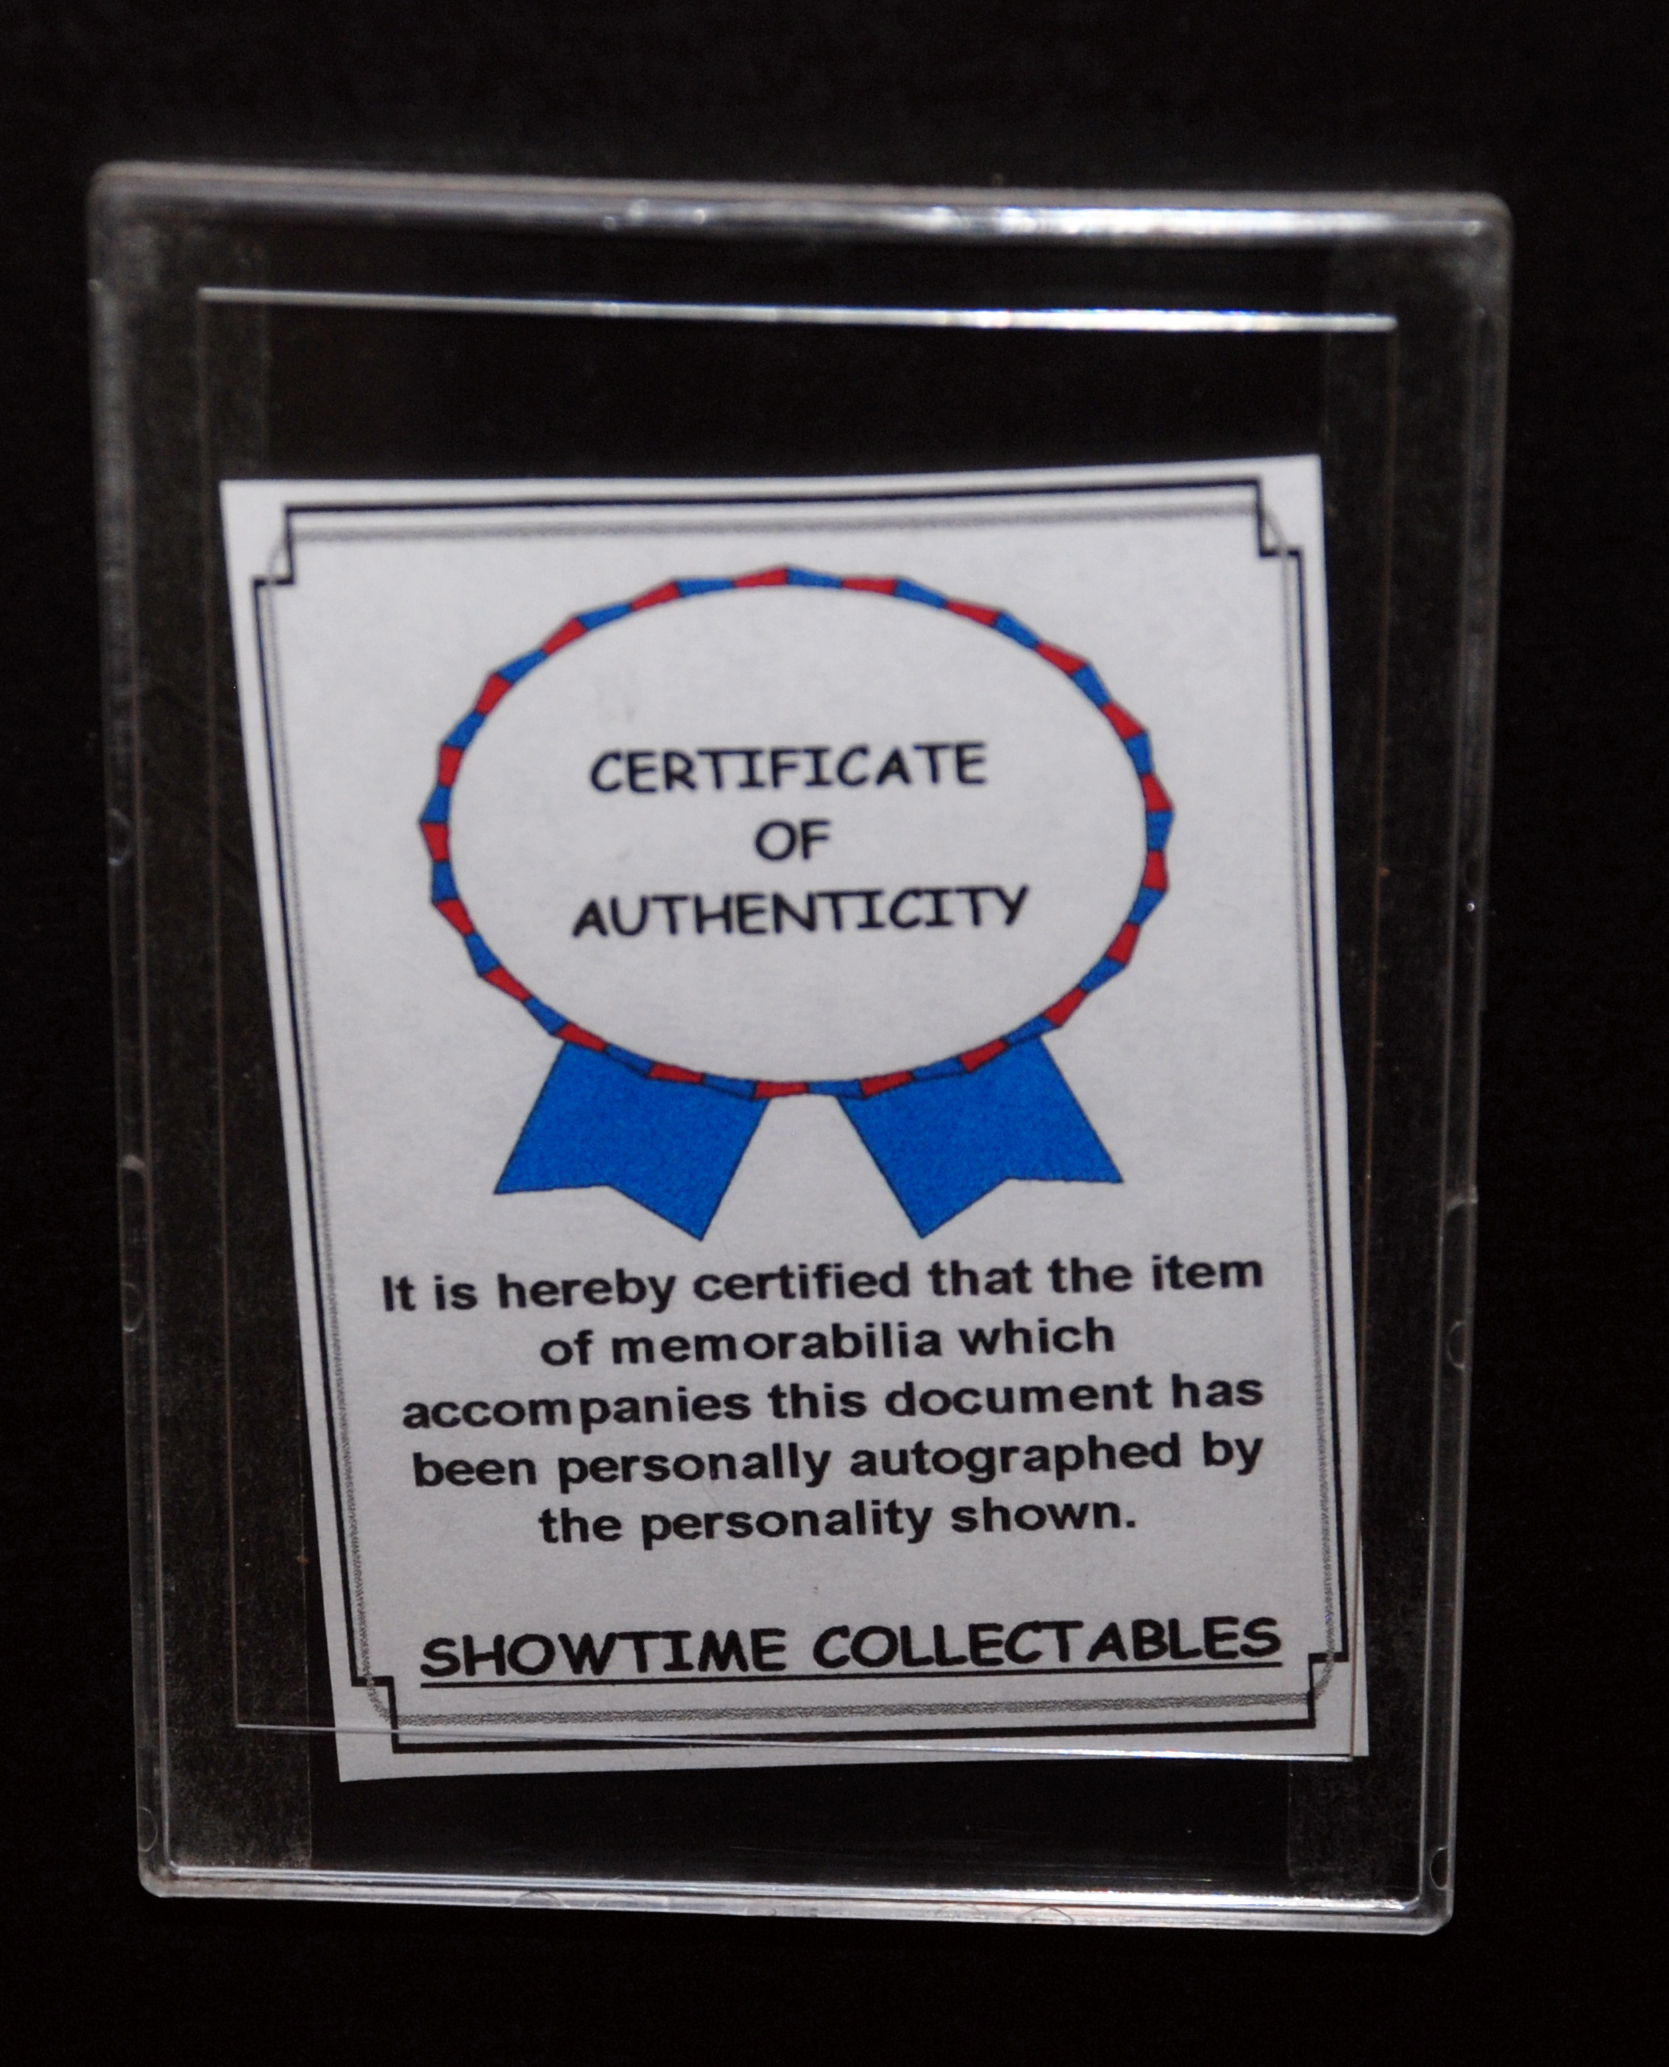 CERTIFICATE
OF
AUTHENTICITY
It is hereby certified that the item
of memorabilia which
accompanies this document has
been personally autographed by
the personality shown.
SHOWTIME COLLECTABLES